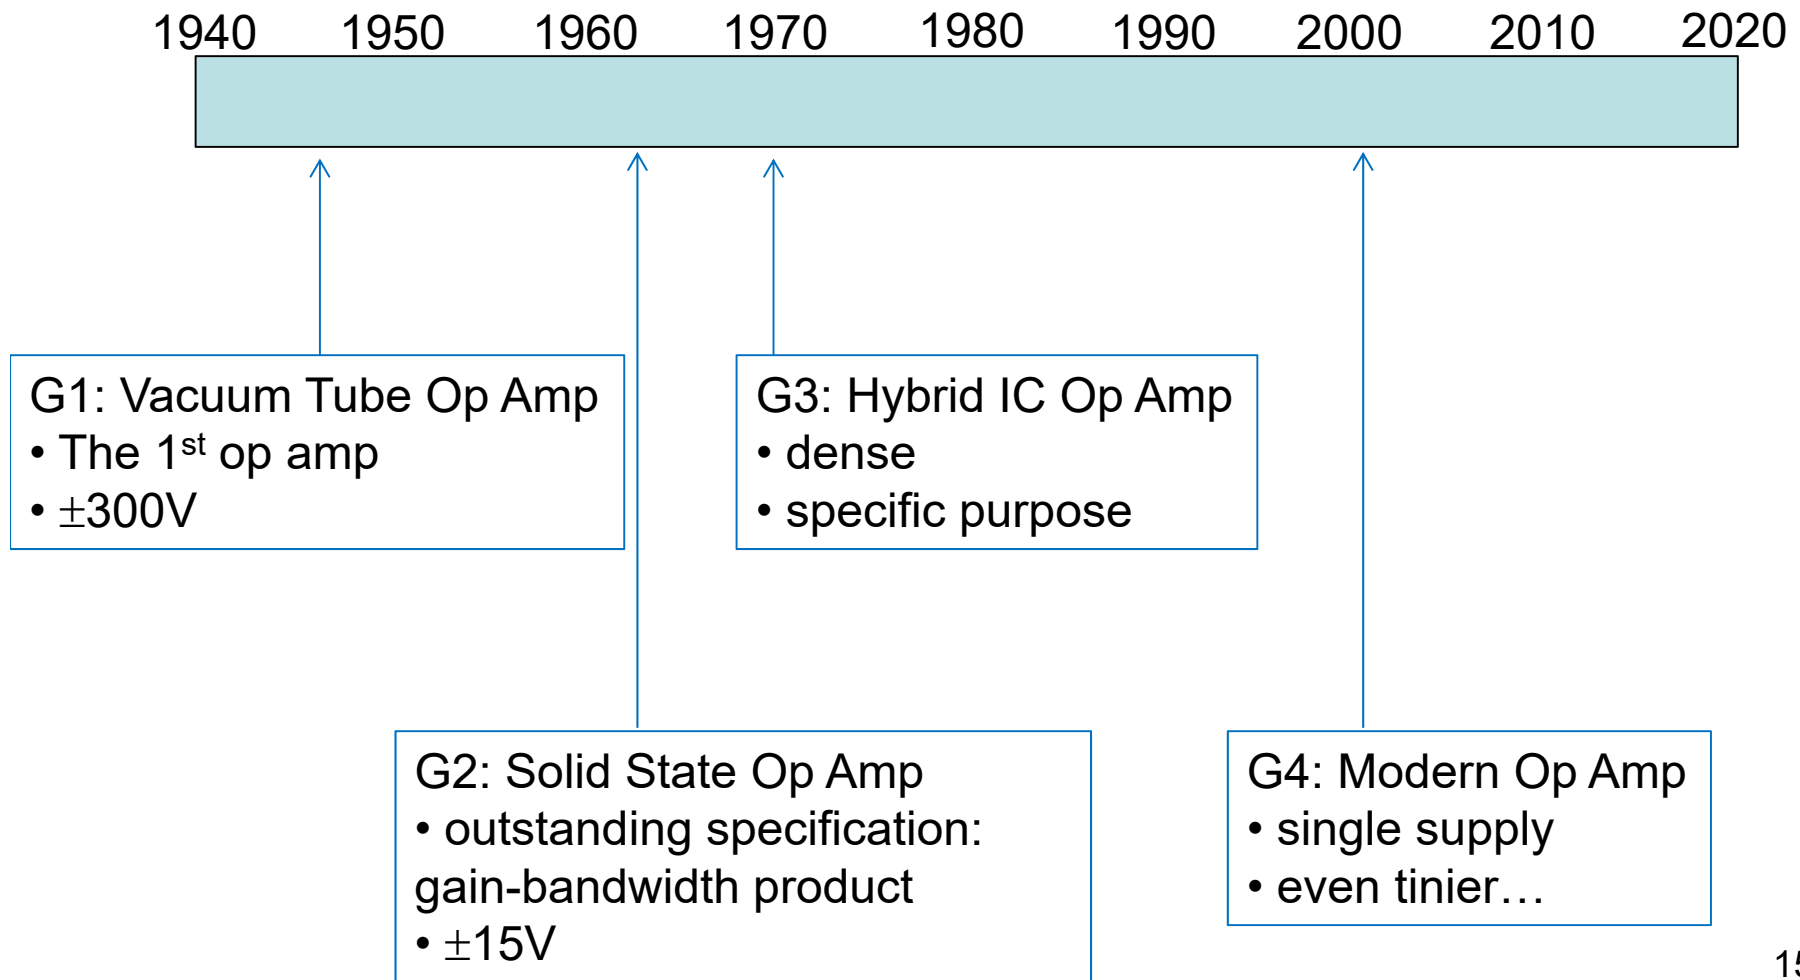 1940 1950 1960 1970 1980 1990 2000 2010 2020
G1: Vacuum Tube Op Amp
• The 1st op amp
• ±300V
G3: Hybrid IC Op Amp
• dense
• specific purpose
G2: Solid State Op Amp
• outstanding specification:
gain-bandwidth product
• ±15V
G4: Modern Op Amp
• single supply
• even tinier…
15